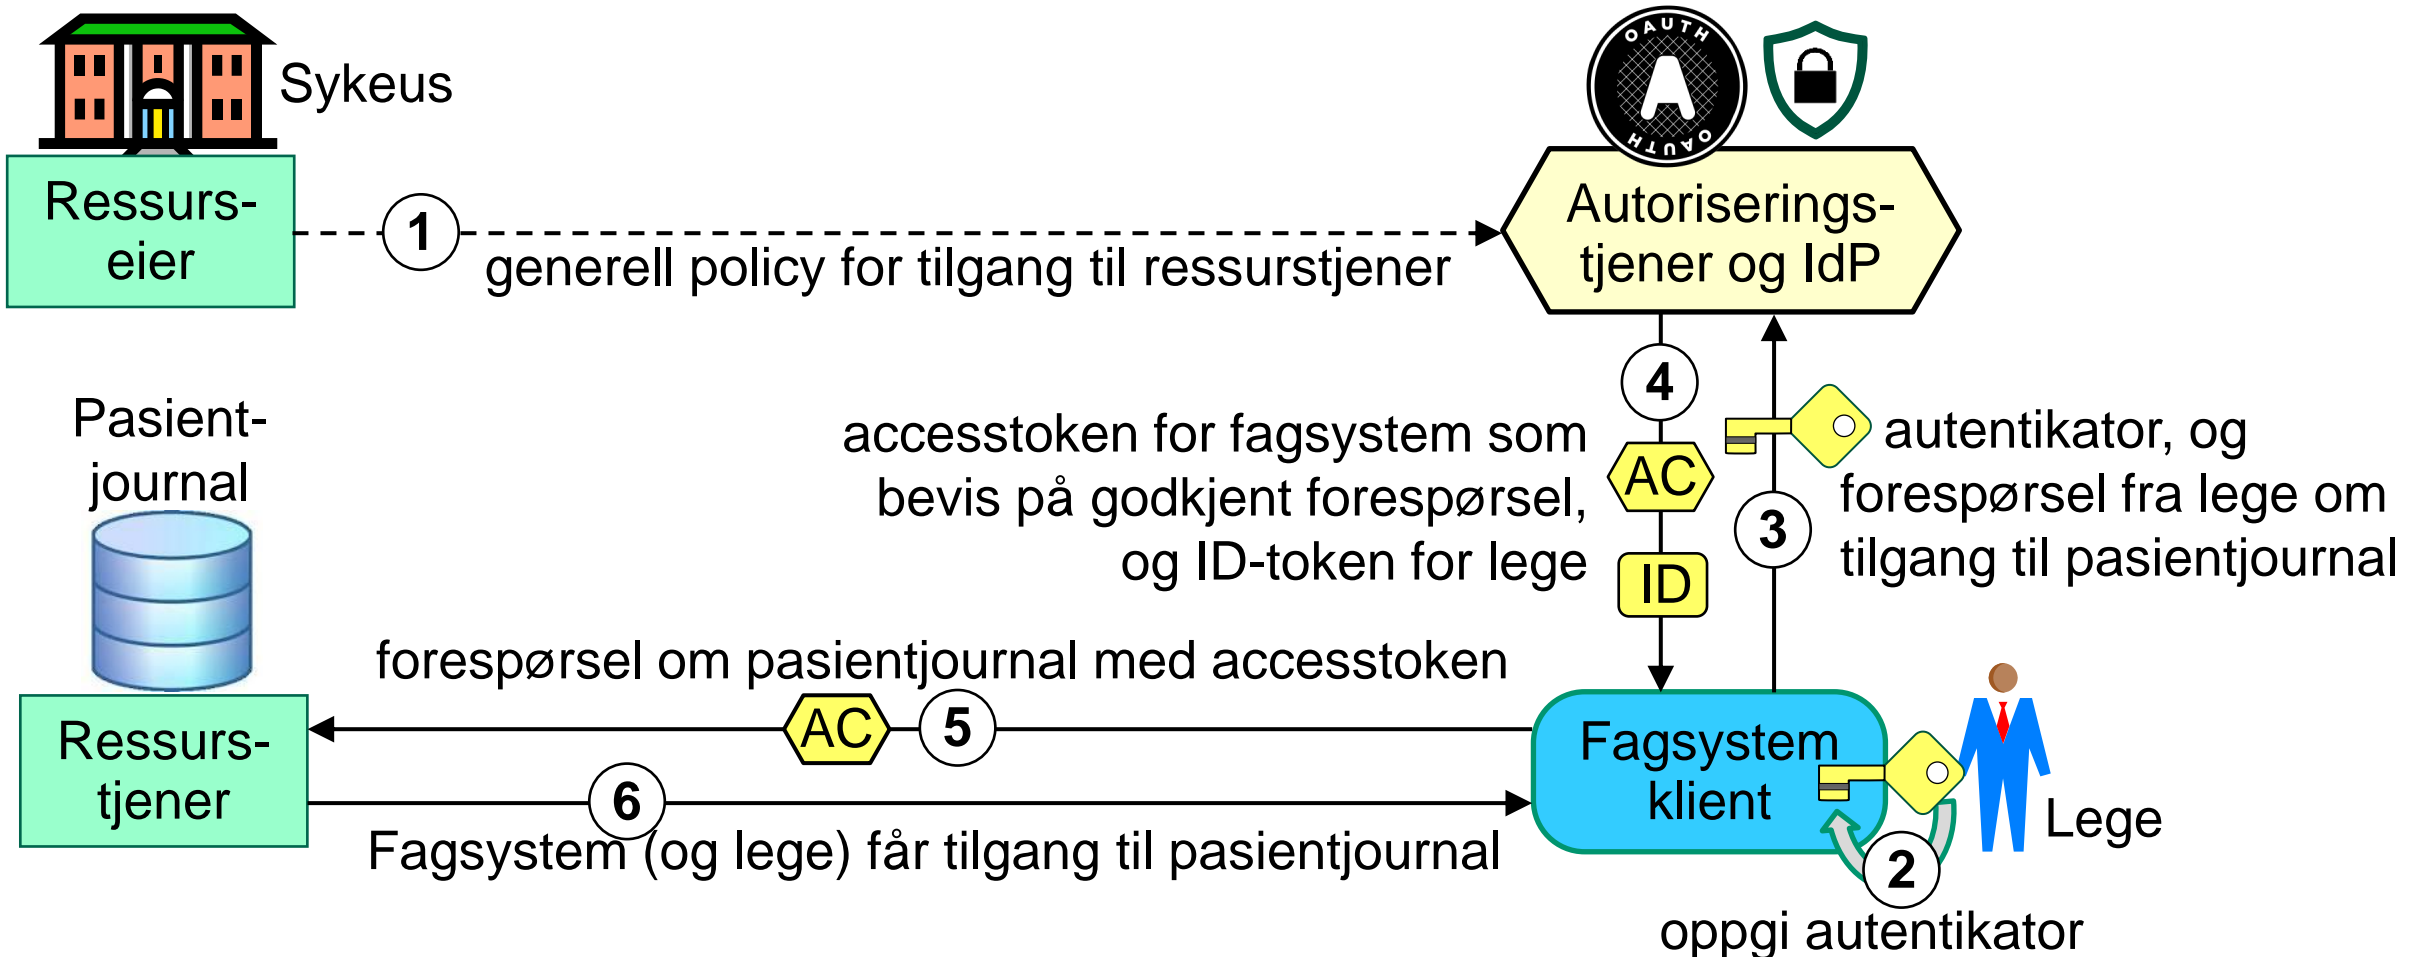 Sykeus
OAUTH
A
OAUTH
Ressurs-
eier
1
generell policy for tilgang til ressurstjener
Autoriserings-
tjener og IdP
Pasient-
journal
4
accesstoken for fagsystem som
bevis på godkjent forespørsel,
og ID-token for lege
AC
ID
3
autentikator, og
forespørsel fra lege om
tilgang til pasientjournal
forespørsel om pasientjournal med accesstoken
AC
5
Ressurs-
tjener
6
Fagsystem (og lege) får tilgang til pasientjournal
Fagsystem
klient
Lege
2
oppgi autentikator